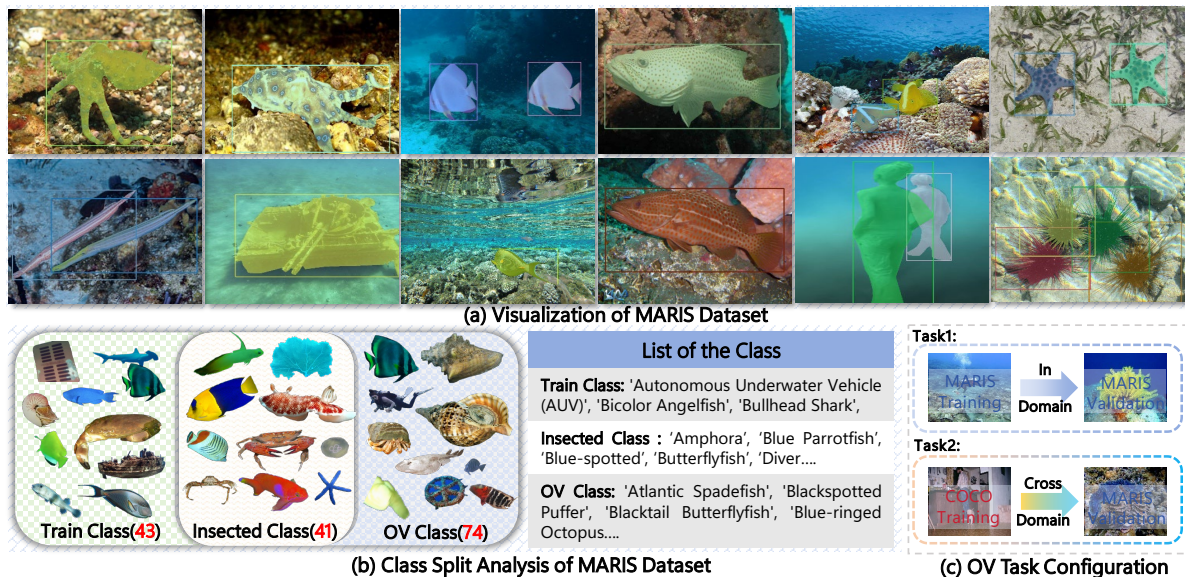 (a) Visualization of MARIS Dataset
Train Class(43)
Insected Class(41)
OV Class(74)
List of the Class
Train Class: 'Autonomous Underwater Vehicle
(AUV)', 'Bicolor Angelfish', 'Bullhead Shark',
Insected Class : 'Amphora', 'Blue Parrotfish',
'Blue-spotted', 'Butterflyfish', 'Diver....
OV Class: 'Atlantic Spadefish', 'Blackspotted
Puffer', 'Blacktail Butterflyfish', 'Blue-ringed
Octopus....
(b) Class Split Analysis of MARIS Dataset
Task1:
MARIS
Training
In
Domain
MARIS
Validation
Task2:
COCO
Training
Cross
Domain
MARIS
Validation
(c) OV Task Configuration